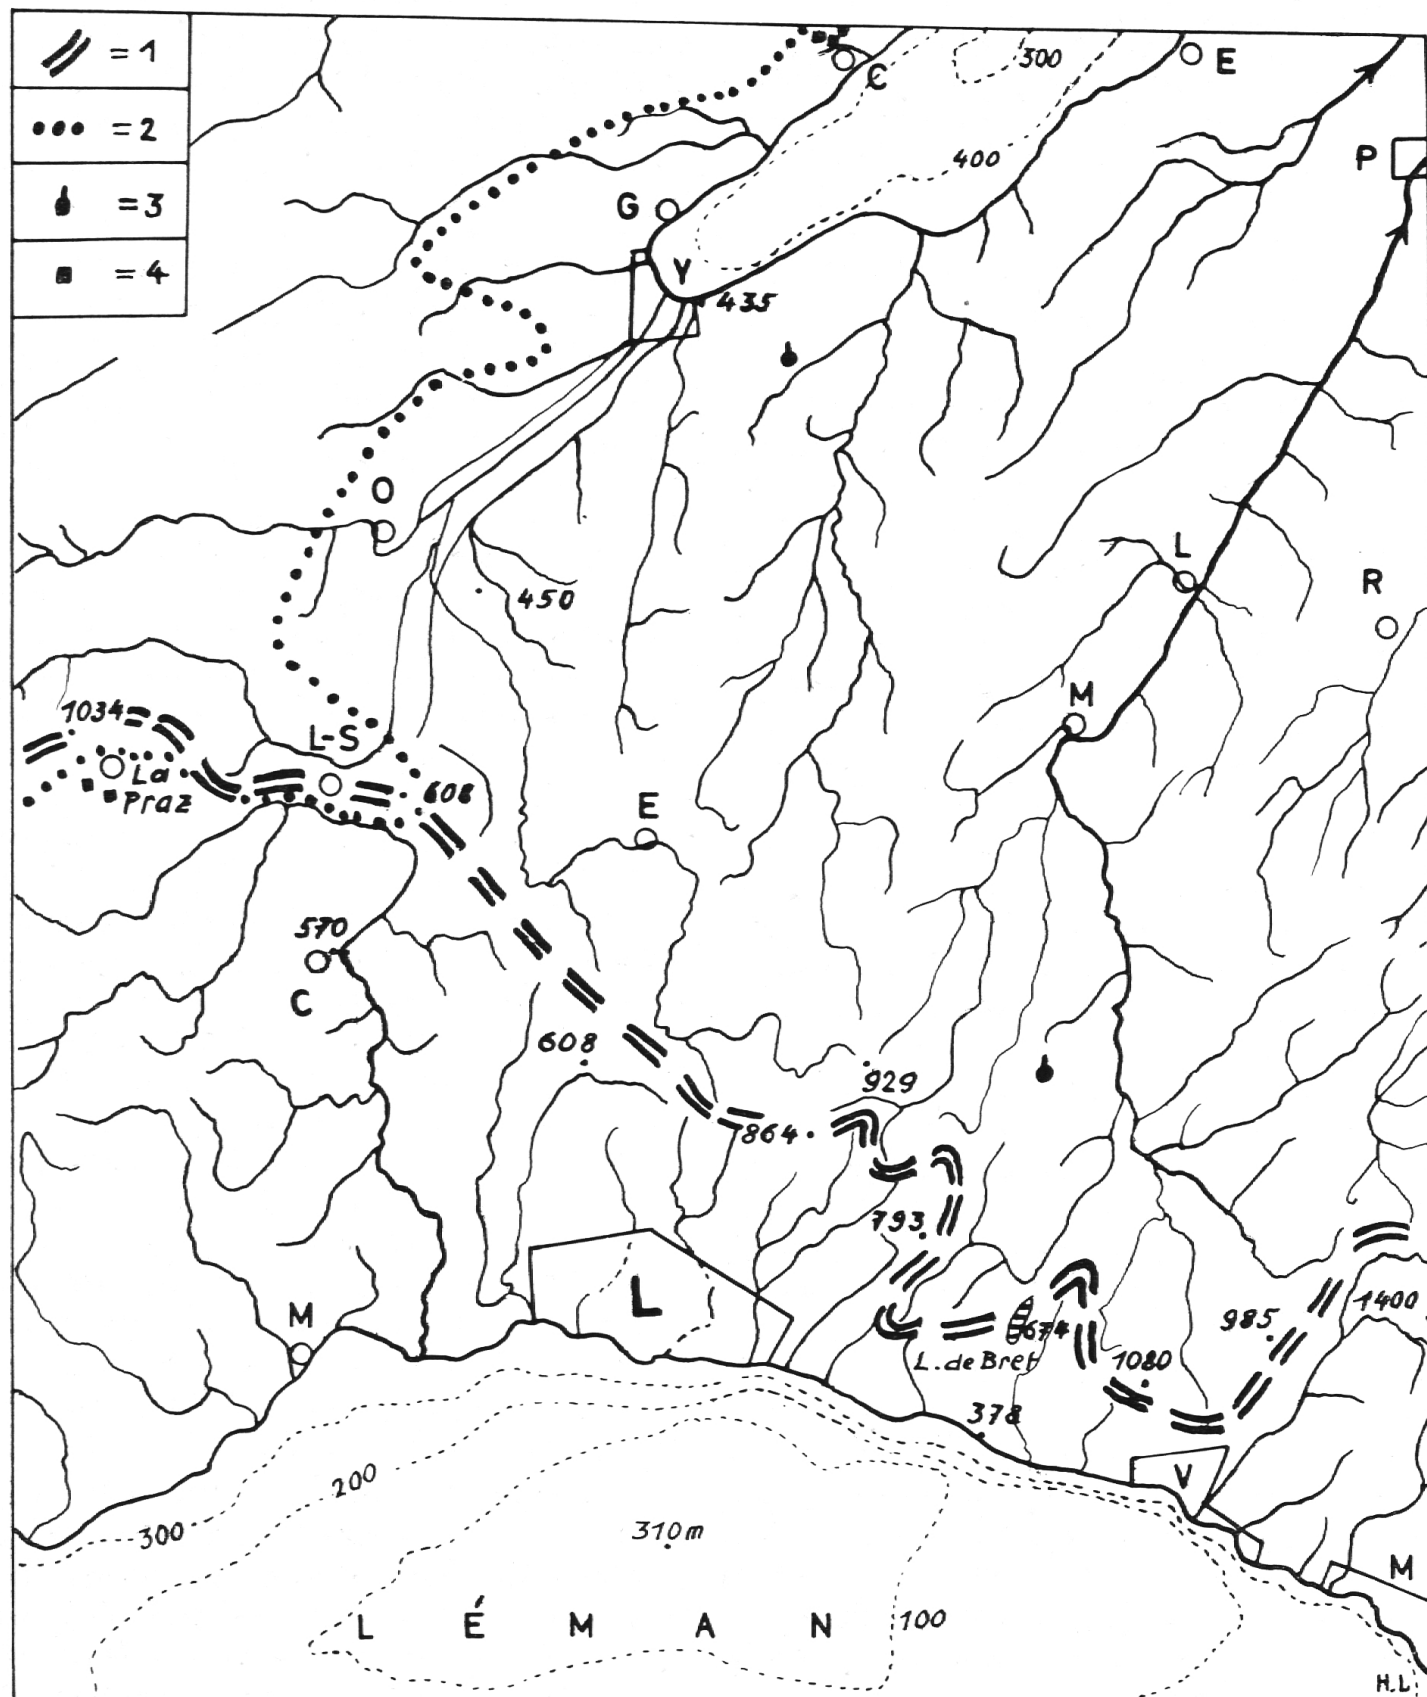 = 1
= 2
= 3
= 4
C
300
E
400
P
G
Y
435
O
450
L
R
M
1034
L-S
La
Praz
608
E
570
C
608
929
864
793
L
M
674
L. de Bret
985
1400
1080
378
V
200
300
310m
M
L É M A N
100
H.L.